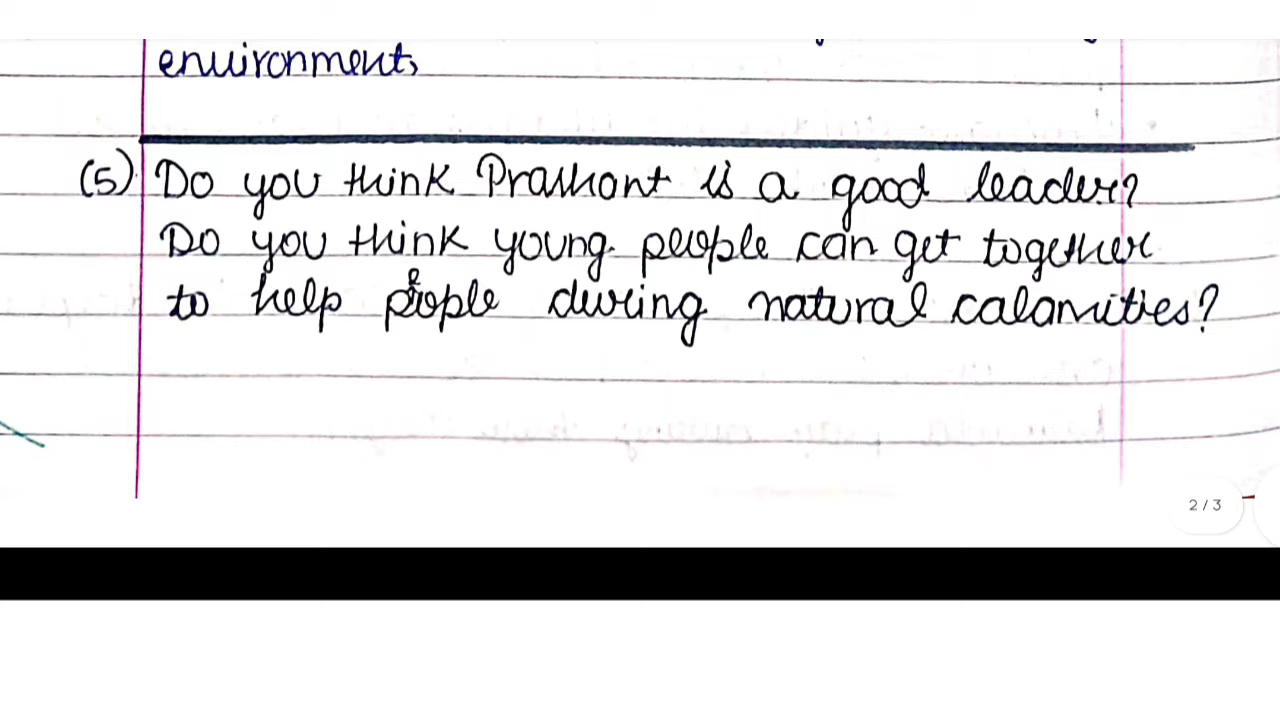 environment,
(5) Do you think Prashant is a good leader?
Do you think young people can get together
to help people during natural calamities?
2 / 3